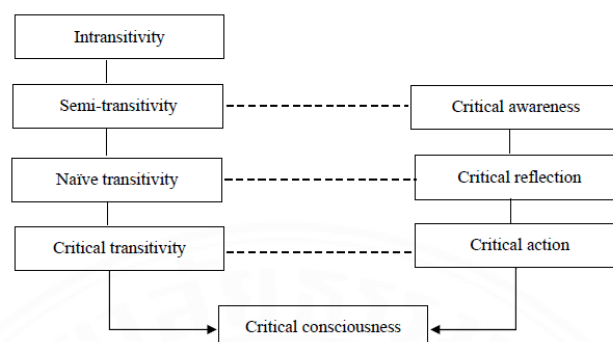 Intransitivity
Semi-transitivity
Critical awareness
Naïve transitivity
Critical reflection
Critical transitivity
Critical action
Critical consciousness